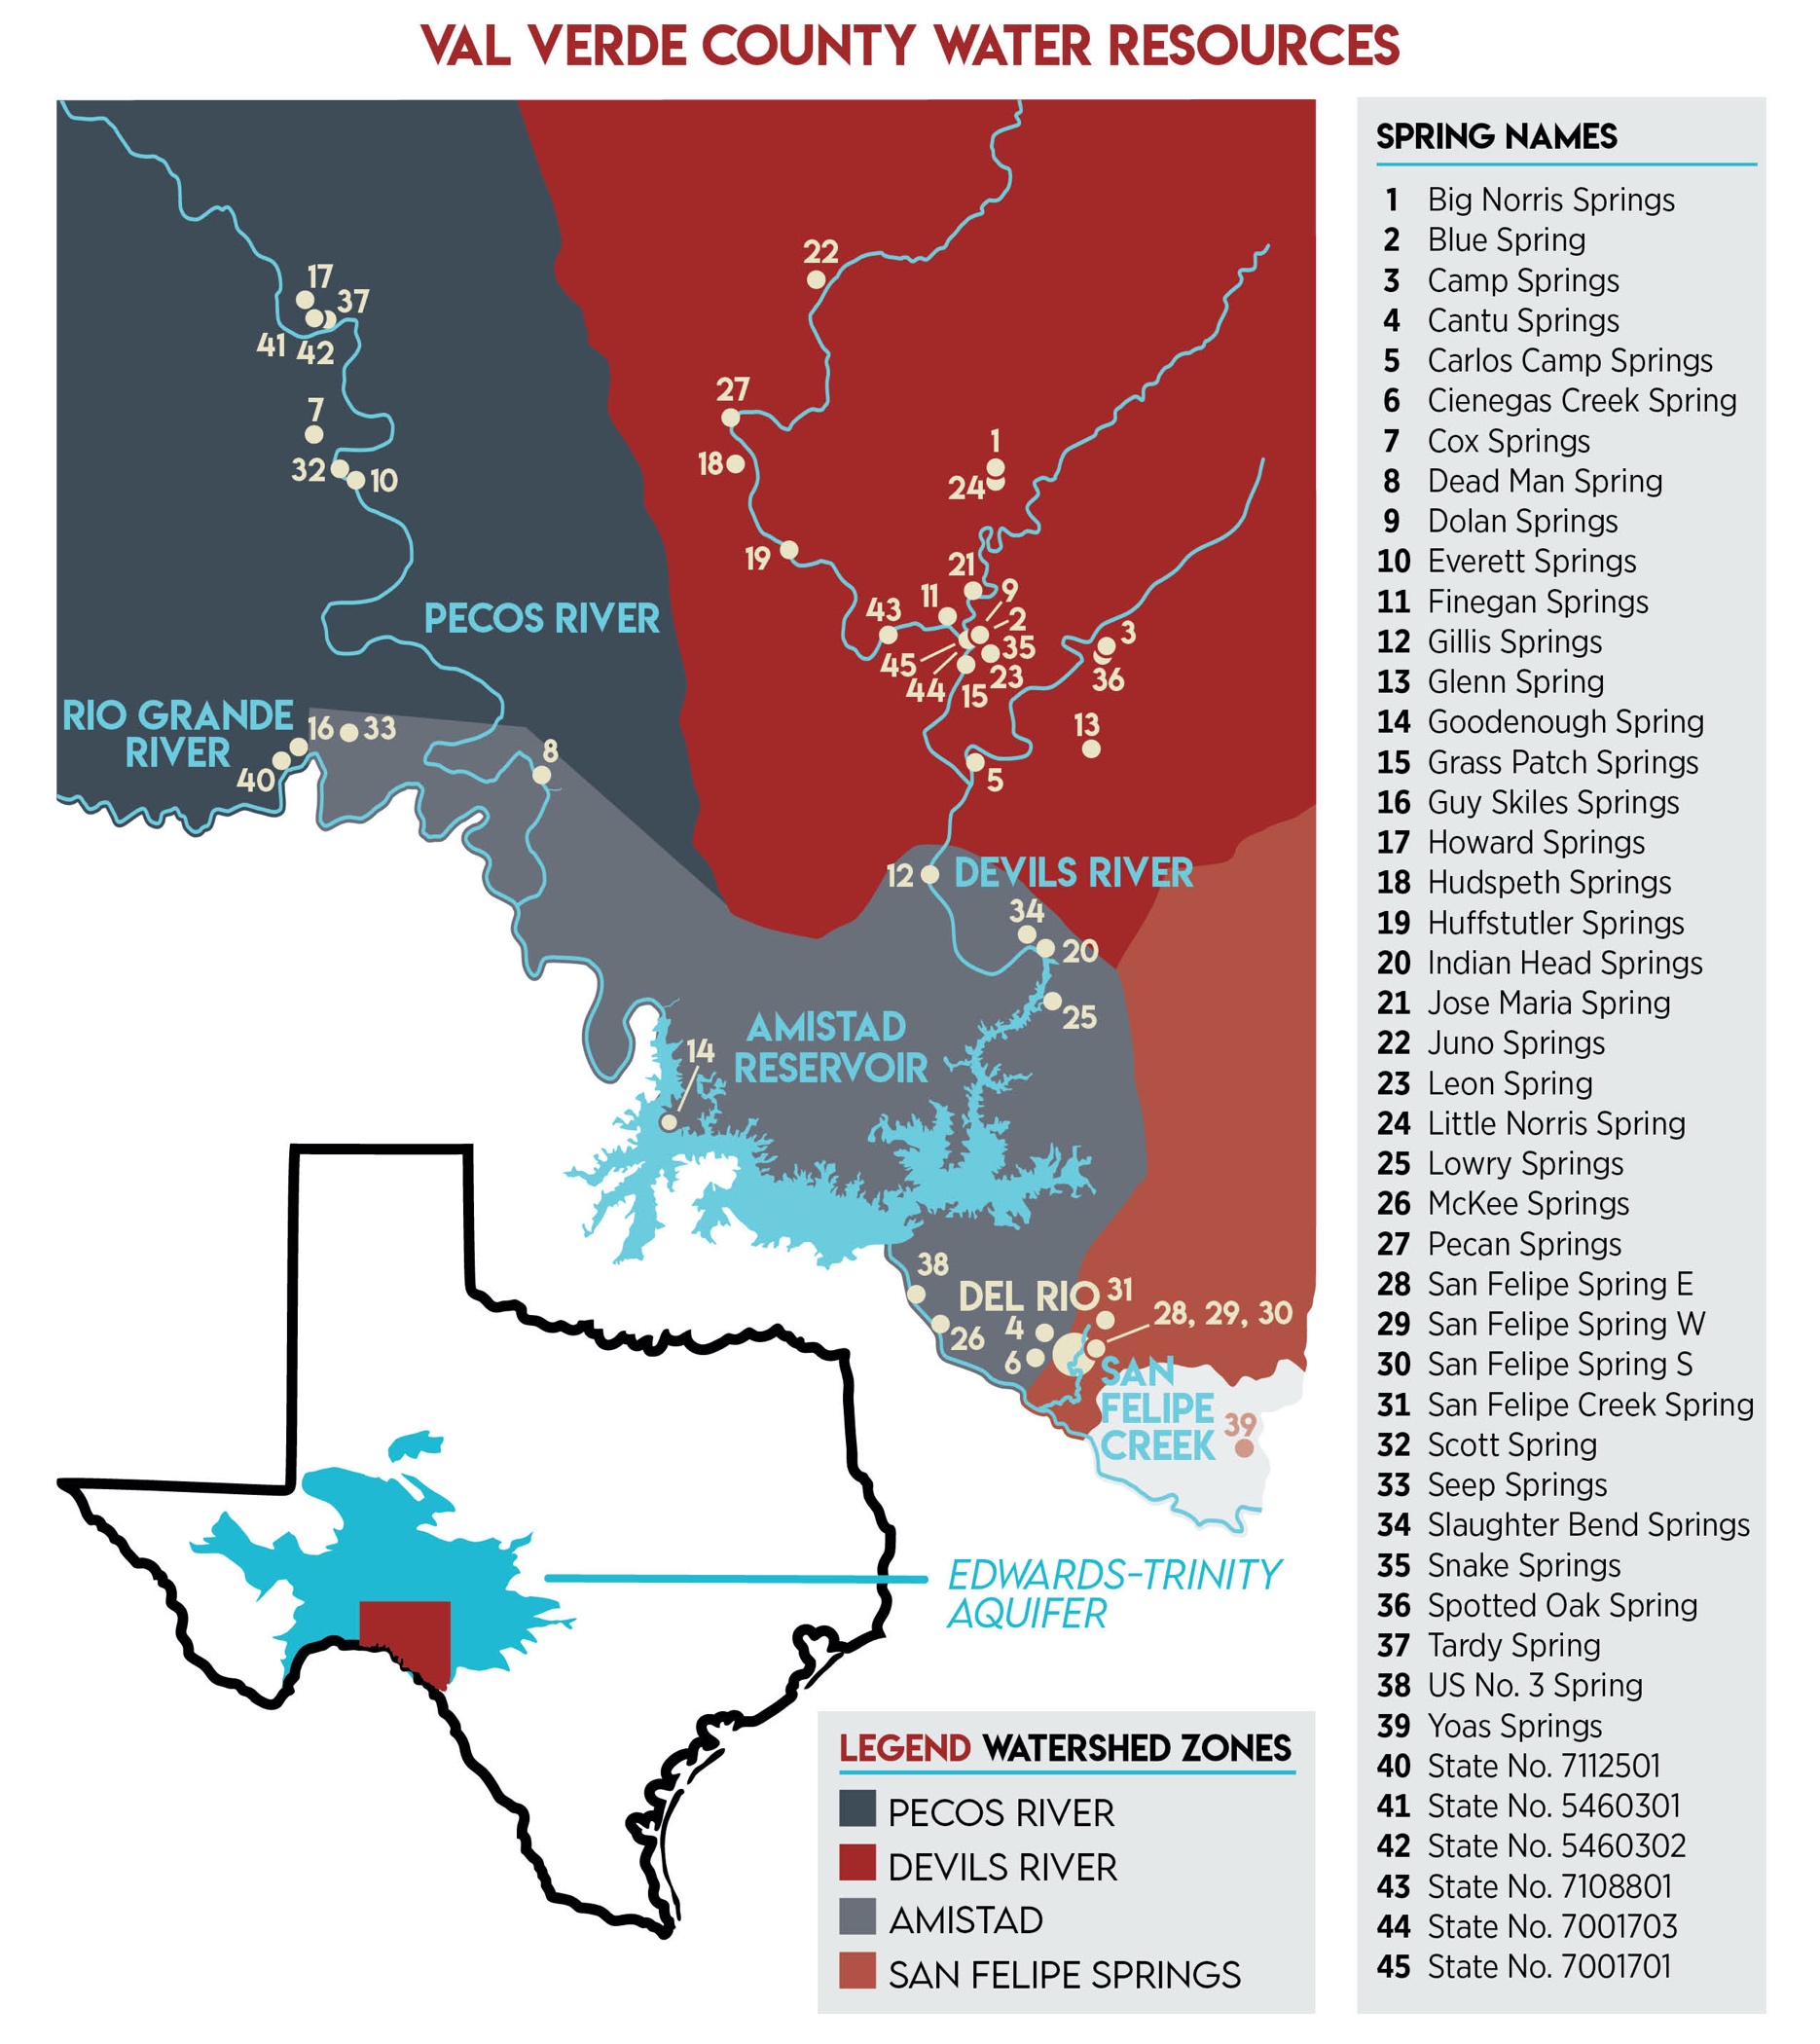 VAL VERDE COUNTY WATER RESOURCES
22
17
37
41 42
27
7
18
1
32
10
24
19
21
9
11
43
2
PECOS RIVER
3
35
45
23
36
44
15
RIO GRANDE
RIVER
16
33
13
8
40
5
12
DEVILS RIVER
34
20
25
AMISTAD
RESERVOIR
14
38
DEL RIO
31
28, 29, 30
4
26
6
SAN
FELIPE
CREEK
39
EDWARDS-TRINITY
AQUIFER
LEGEND WATERSHED ZONES
PECOS RIVER
DEVILS RIVER
AMISTAD
SAN FELIPE SPRINGS
SPRING NAMES
1 Big Norris Springs
2 Blue Spring
3 Camp Springs
4 Cantu Springs
5 Carlos Camp Springs
6 Cienegas Creek Spring
7 Cox Springs
8 Dead Man Spring
9 Dolan Springs
10 Everett Springs
11 Finegan Springs
12 Gillis Springs
13 Glenn Spring
14 Goodenough Spring
15 Grass Patch Springs
16 Guy Skiles Springs
17 Howard Springs
18 Hudspeth Springs
19 Huffstutler Springs
20 Indian Head Springs
21 Jose Maria Spring
22 Juno Springs
23 Leon Spring
24 Little Norris Spring
25 Lowry Springs
26 McKee Springs
27 Pecan Springs
28 San Felipe Spring E
29 San Felipe Spring W
30 San Felipe Spring S
31 San Felipe Creek Spring
32 Scott Spring
33 Seep Springs
34 Slaughter Bend Springs
35 Snake Springs
36 Spotted Oak Spring
37 Tardy Spring
38 US No. 3 Spring
39 Yoas Springs
40 State No. 7112501
41 State No. 5460301
42 State No. 5460302
43 State No. 7108801
44 State No. 7001703
45 State No. 7001701